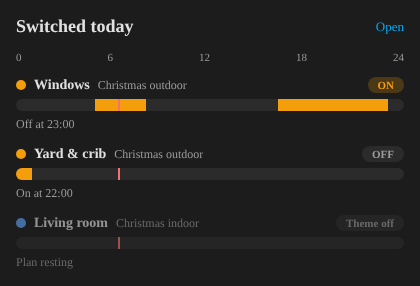 Switched today Open
0 6 12 18 24
Windows Christmas outdoor ON
Off at 23:00
Yard & crib Christmas outdoor OFF
On at 22:00
Living room Christmas indoor Theme off
Plan resting